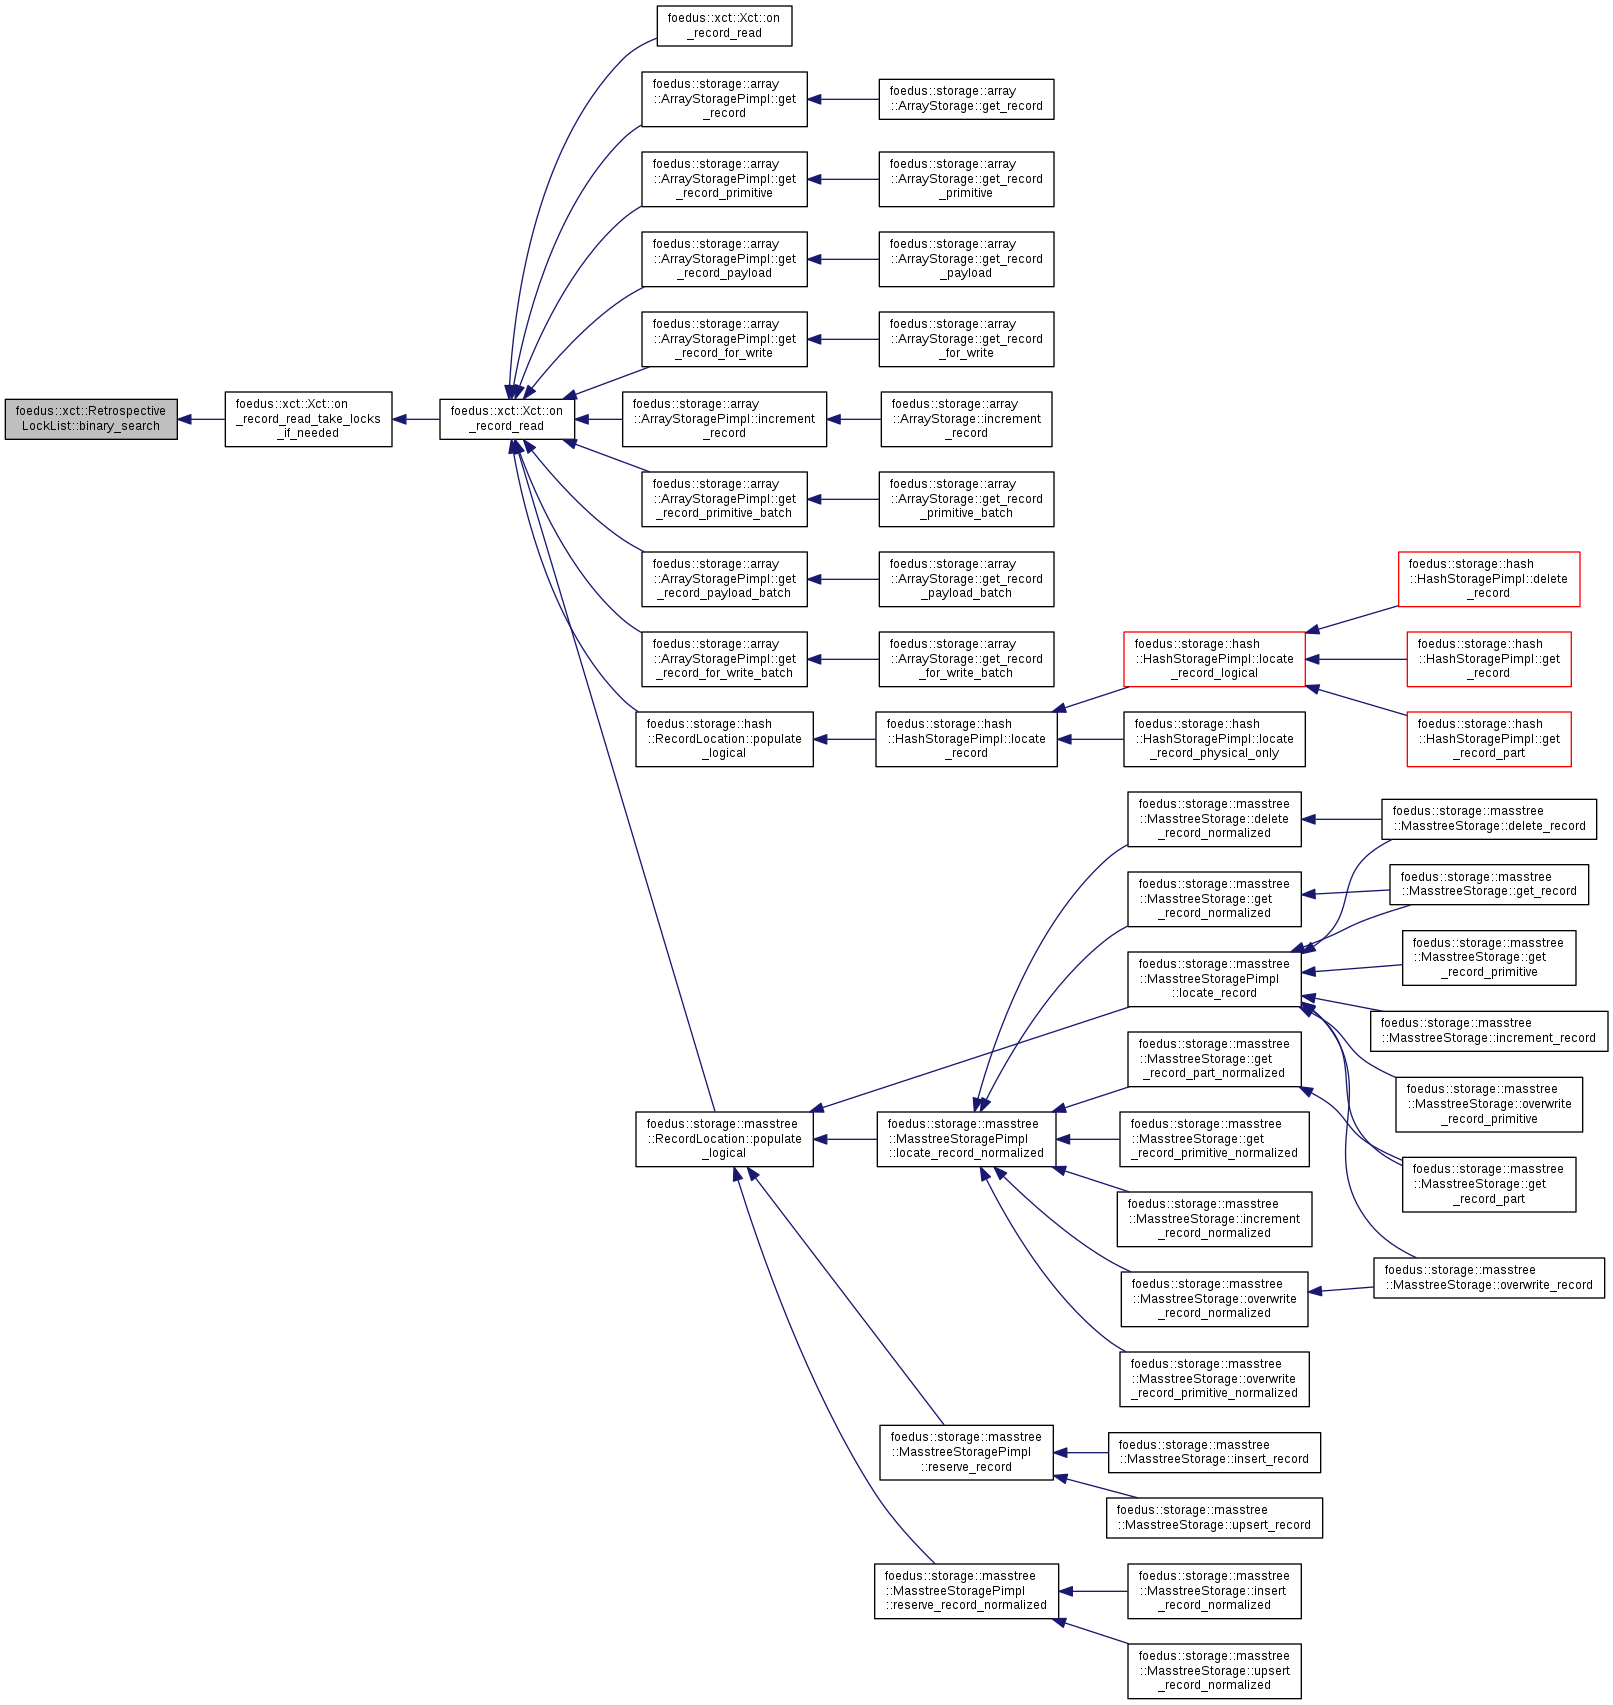 foedus::xct::Retrospective
LockList::binary_search
foedus::xct::Xct::on
_record_read_take_locks
_if_needed
foedus::xct::Xct::on
_record_read
foedus::xct::Xct::on
_record_read
foedus::storage::array
::ArrayStoragePimpl::get
_record
foedus::storage::array
::ArrayStorage::get_record
foedus::storage::array
::ArrayStoragePimpl::get
_record_primitive
foedus::storage::array
::ArrayStorage::get_record
_primitive
foedus::storage::array
::ArrayStoragePimpl::get
_record_payload
foedus::storage::array
::ArrayStorage::get_record
_payload
foedus::storage::array
::ArrayStoragePimpl::get
_record_for_write
foedus::storage::array
::ArrayStorage::get_record
_for_write
foedus::storage::array
::ArrayStoragePimpl::increment
_record
foedus::storage::array
::ArrayStorage::increment
_record
foedus::storage::array
::ArrayStoragePimpl::get
_record_primitive_batch
foedus::storage::array
::ArrayStorage::get_record
_primitive_batch
foedus::storage::array
::ArrayStoragePimpl::get
_record_payload_batch
foedus::storage::array
::ArrayStorage::get_record
_payload_batch
foedus::storage::array
::ArrayStoragePimpl::get
_record_for_write_batch
foedus::storage::array
::ArrayStorage::get_record
_for_write_batch
foedus::storage::hash
::RecordLocation::populate
_logical
foedus::storage::hash
::HashStoragePimpl::locate
_record
foedus::storage::hash
::HashStoragePimpl::locate
_record_logical
foedus::storage::hash
::HashStoragePimpl::locate
_record_physical_only
foedus::storage::hash
::HashStoragePimpl::delete
_record
foedus::storage::hash
::HashStoragePimpl::get
_record
foedus::storage::hash
::HashStoragePimpl::get
_record_part
foedus::storage::masstree
::RecordLocation::populate
_logical
foedus::storage::masstree
::MasstreeStoragePimpl
::locate_record_normalized
foedus::storage::masstree
::MasstreeStoragePimpl
::reserve_record
foedus::storage::masstree
::MasstreeStoragePimpl
::reserve_record_normalized
foedus::storage::masstree
::MasstreeStorage::delete
_record_normalized
foedus::storage::masstree
::MasstreeStorage::get
_record_normalized
foedus::storage::masstree
::MasstreeStoragePimpl
::locate_record
foedus::storage::masstree
::MasstreeStorage::get
_record_part_normalized
foedus::storage::masstree
::MasstreeStorage::get
_record_primitive_normalized
foedus::storage::masstree
::MasstreeStorage::increment
_record_normalized
foedus::storage::masstree
::MasstreeStorage::overwrite
_record_normalized
foedus::storage::masstree
::MasstreeStorage::overwrite
_record_primitive_normalized
foedus::storage::masstree
::MasstreeStorage::insert_record
foedus::storage::masstree
::MasstreeStorage::upsert_record
foedus::storage::masstree
::MasstreeStorage::insert
_record_normalized
foedus::storage::masstree
::MasstreeStorage::upsert
_record_normalized
foedus::storage::masstree
::MasstreeStorage::delete_record
foedus::storage::masstree
::MasstreeStorage::get_record
foedus::storage::masstree
::MasstreeStorage::get
_record_primitive
foedus::storage::masstree
::MasstreeStorage::increment_record
foedus::storage::masstree
::MasstreeStorage::overwrite
_record_primitive
foedus::storage::masstree
::MasstreeStorage::get
_record_part
foedus::storage::masstree
::MasstreeStorage::overwrite_record